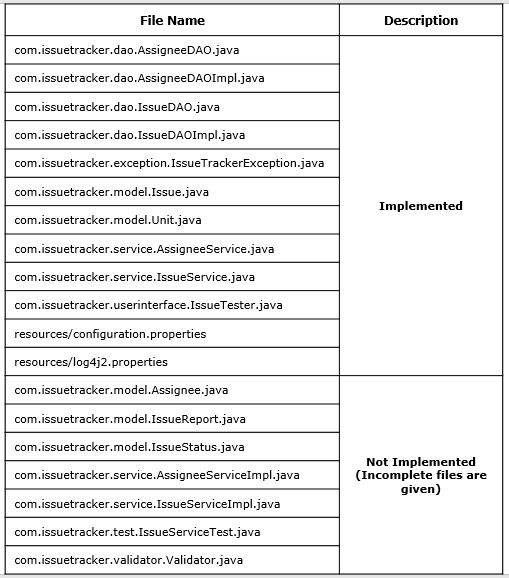 File Name
Description
com.issuetracker.dao.AssigneeDAO.java
com.issuetracker.dao.AssigneeDAOImpl.java
com.issuetracker.dao.IssueDAO.java
com.issuetracker.dao.IssueDAOImpl.java
com.issuetracker.exception.IssueTrackerException.java
com.issuetracker.model.Issue.java
com.issuetracker.model.Unit.java
com.issuetracker.service.AssigneeService.java
com.issuetracker.service.IssueService.java
com.issuetracker.userinterface.IssueTester.java
resources/configuration.properties
resources/log4j2.properties
Implemented
com.issuetracker.model.Assignee.java
com.issuetracker.model.IssueReport.java
com.issuetracker.model.IssueStatus.java
com.issuetracker.service.AssigneeServiceImpl.java
com.issuetracker.service.IssueServiceImpl.java
com.issuetracker.test.IssueServiceTest.java
com.issuetracker.validator.Validator.java
Not Implemented
(Incomplete files are
given)